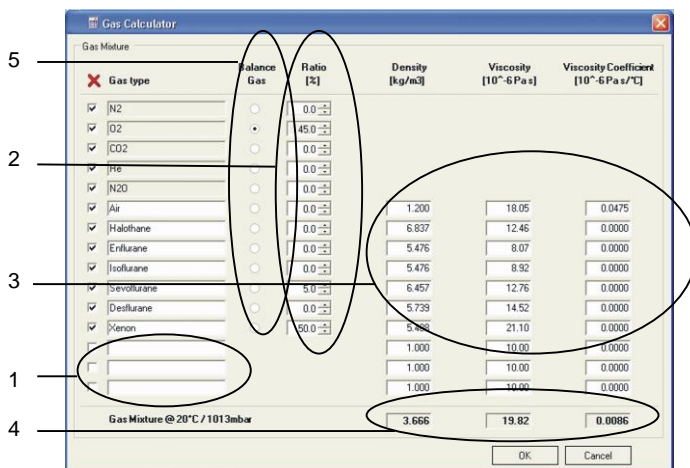 Gas Calculator
Gas Mixture
5
2
3
1
4
Gas type Balance Gas Ratio [%] Density [kg/m3] Viscosity [10^-6 Pa s] Viscosity Coefficient [10^-6 Pa s/°C]
N2 0.0
O2 45.0
CO2 0.0
He 0.0
N2O 0.0
Air 0.0 1.200 18.05 0.0475
Halothane 0.0 6.837 12.46 0.0000
Enflurane 0.0 5.476 8.07 0.0000
Isoflurane 0.0 5.476 8.92 0.0000
Sevoflurane 5.0 6.457 12.76 0.0000
Desflurane 0.0 5.739 14.52 0.0000
Xenon 50.0 21.10 0.0000
1.000 10.00 0.0000
1.000 10.00 0.0000
1.000 10.00 0.0000
Gas Mixture @ 20°C / 1013mbar 3.666 19.82 0.0086
OK Cancel